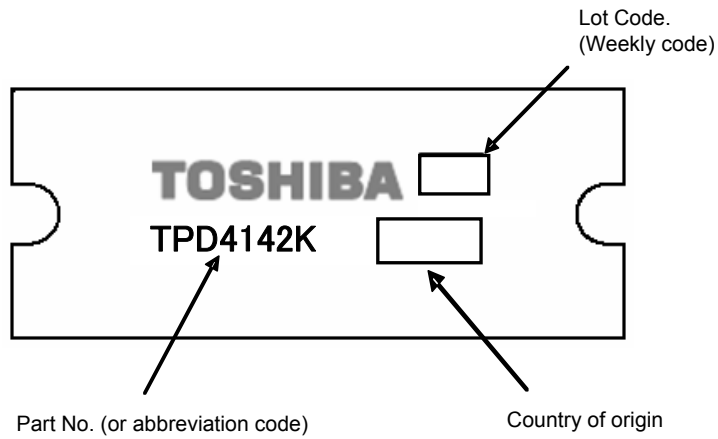 Lot Code.
(Weekly code)
TOSHIBA
TPD4142K
Part No. (or abbreviation code)
Country of origin